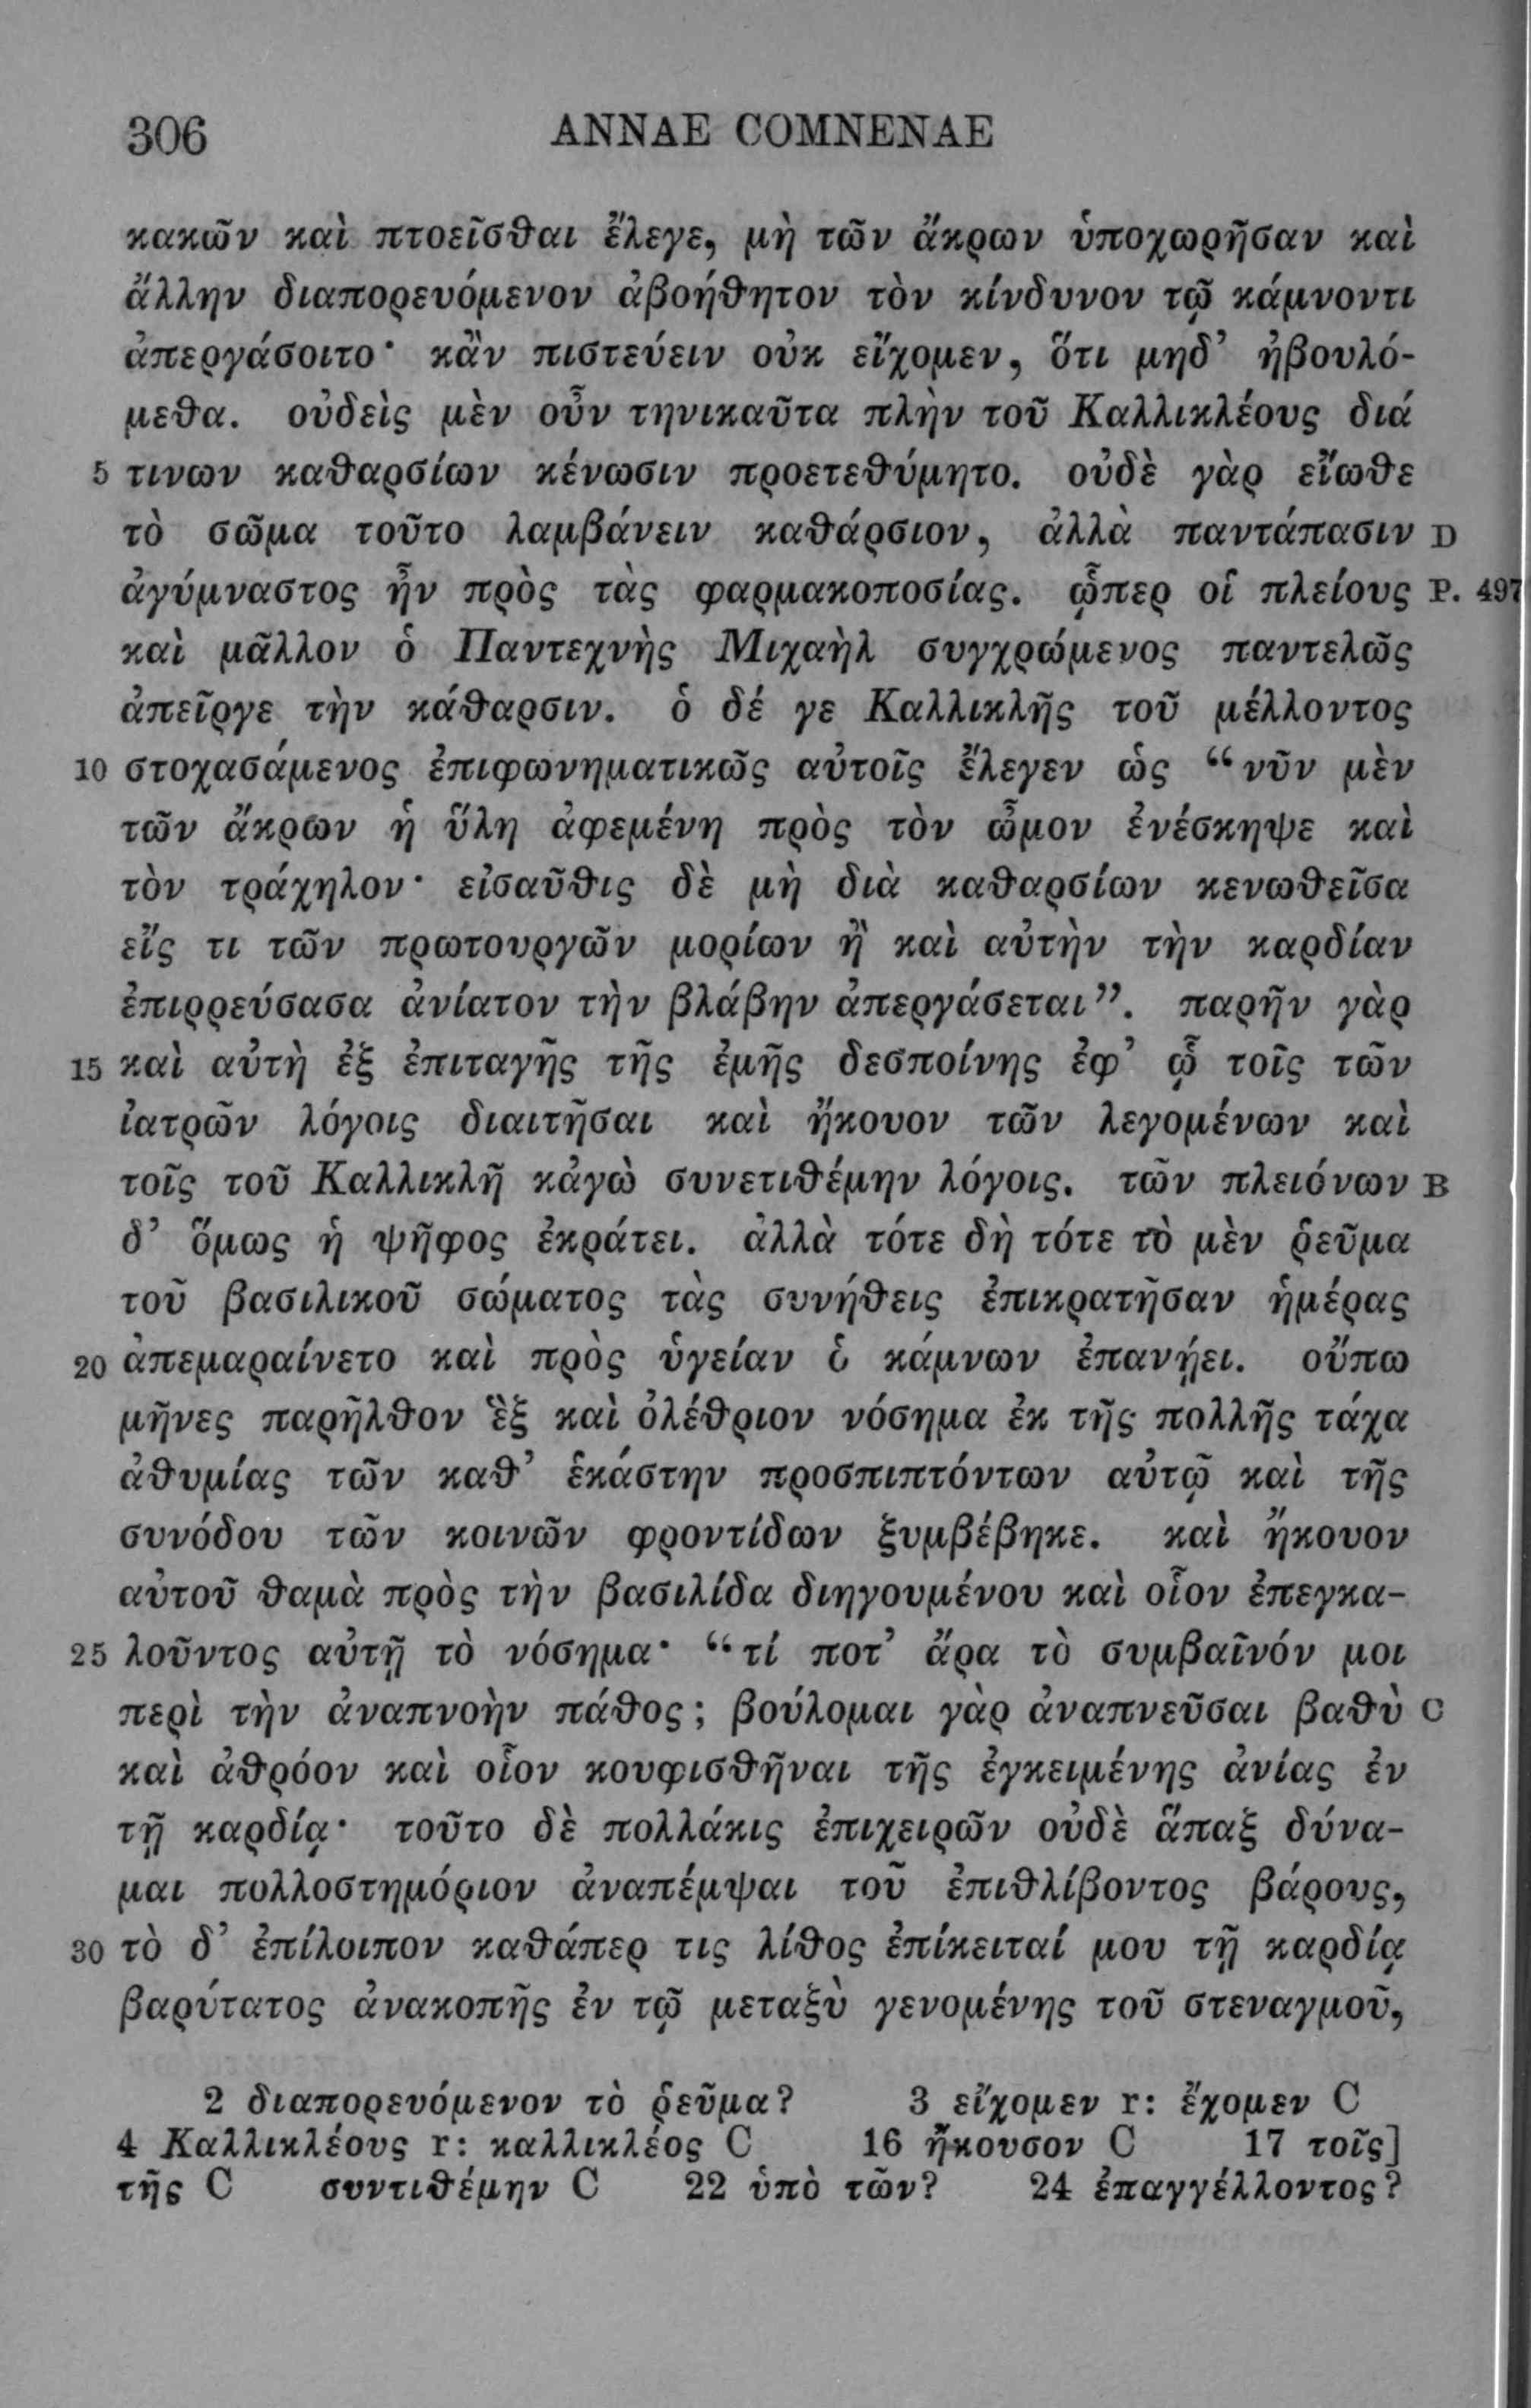 306 ANNAE COMNENAE
κακῶν καὶ πτοεῖσθαι ἔλεγε, μὴ τῶν ἄκρων ὑποχωρῆσαν καὶ
ἄλλην διαπορευόμενον ἀβοήθητον τὸν κίνδυνον τῷ κάμνοντι
ἀπεργάσοιτο· κἂν πιστεύειν οὐκ εἴχομεν, ὅτι μηδ’ ἠβουλό-
μεθα. οὐδεὶς μὲν οὖν τηνικαῦτα πλὴν τοῦ Καλλικλέους διά
5 τινων καθαρσίων κένωσιν προετεθύμητο. οὐδὲ γὰρ εἴωθε
τὸ σῶμα τοῦτο λαμβάνειν καθάρσιον, ἀλλὰ παντάπασιν D
ἀγύμναστος ἦν πρὸς τὰς φαρμακοποσίας. ᾧπερ οἱ πλείους P. 497
καὶ μᾶλλον ὁ Παντεχνὴς Μιχαὴλ συγχρώμενος παντελῶς
ἀπεῖργε τὴν κάθαρσιν. ὁ δέ γε Καλλικλῆς τοῦ μέλλοντος
10 στοχασάμενος ἐπιφωνηματικῶς αὐτοῖς ἔλεγεν ὡς “νῦν μὲν
τῶν ἄκρων ἡ ὕλη ἀφεμένη πρὸς τὸν ὦμον ἐνέσκηψε καὶ
τὸν τράχηλον· εἰσαῦθις δὲ μὴ διὰ καθαρσίων κενωθεῖσα
εἴς τι τῶν πρωτουργῶν μορίων ἢ καὶ αὐτὴν τὴν καρδίαν
ἐπιρρεύσασα ἀνίατον τὴν βλάβην ἀπεργάσεται”. παρῆν γὰρ
15 καὶ αὐτὴ ἐξ ἐπιταγῆς τῆς ἐμῆς δεσποίνης ἐφ’ ᾧ τοῖς τῶν
ἰατρῶν λόγοις διαιτῆσαι καὶ ἤκουον τῶν λεγομένων καὶ
τοῖς τοῦ Καλλικλῆ κἀγὼ συνετιθέμην λόγοις. τῶν πλειόνων B
δ’ ὅμως ἡ ψῆφος ἐκράτει. ἀλλὰ τότε δὴ τότε τὸ μὲν ῥεῦμα
τοῦ βασιλικοῦ σώματος τὰς συνήθεις ἐπικρατῆσαν ἡμέρας
20 ἀπεμαραίνετο καὶ πρὸς ὑγείαν ὁ κάμνων ἐπανῄει. οὔπω
μῆνες παρῆλθον ἓξ καὶ ὀλέθριον νόσημα ἐκ τῆς πολλῆς τάχα
ἀθυμίας τῶν καθ’ ἑκάστην προσπιπτόντων αὐτῷ καὶ τῆς
συνόδου τῶν κοινῶν φροντίδων ξυμβέβηκε. καὶ ἤκουον
αὐτοῦ θαμὰ πρὸς τὴν βασιλίδα διηγουμένου καὶ οἷον ἐπεγκα-
25 λοῦντος αὐτῇ τὸ νόσημα· “τί ποτ’ ἄρα τὸ συμβαῖνόν μοι
περὶ τὴν ἀναπνοὴν πάθος; βούλομαι γὰρ ἀναπνεῦσαι βαθὺ C
καὶ ἀθρόον καὶ οἷον κουφισθῆναι τῆς ἐγκειμένης ἀνίας ἐν
τῇ καρδίᾳ· τοῦτο δὲ πολλάκις ἐπιχειρῶν οὐδὲ ἅπαξ δύνα-
μαι πολλοστημόριον ἀναπέμψαι τοῦ ἐπιθλίβοντος βάρους,
30 τὸ δ’ ἐπίλοιπον καθάπερ τις λίθος ἐπίκειταί μου τῇ καρδίᾳ
βαρύτατος ἀνακοπῆς ἐν τῷ μεταξὺ γενομένης τοῦ στεναγμοῦ,
2 διαπορευόμενον τὸ ῥεῦμα? 3 εἴχομεν r: ἔχομεν C
4 Καλλικλέους r: καλλικλέος C 16 ἤκουσον C 17 τοῖς]
τῆς C συντιθέμην C 22 ὑπὸ τῶν? 24 ἐπαγγέλλοντος?